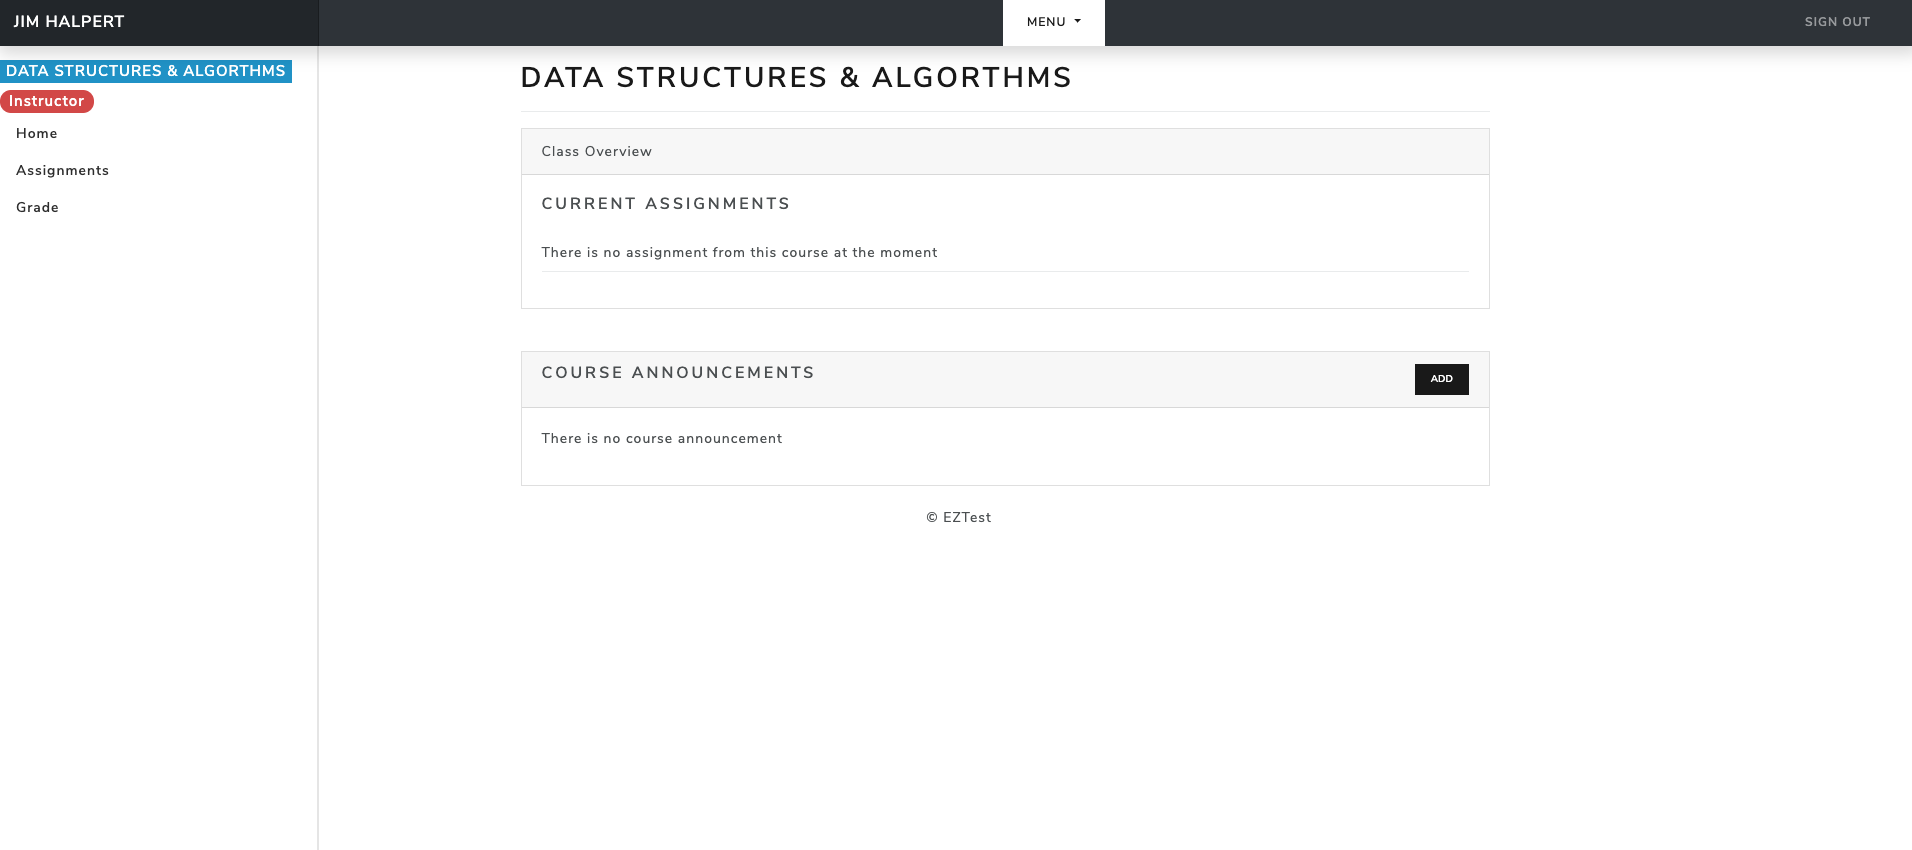 JIM HALPERT
MENU
SIGN OUT
DATA STRUCTURES & ALGORTHMS
Instructor
Home
Assignments
Grade
DATA STRUCTURES & ALGORTHMS
Class Overview
CURRENT ASSIGNMENTS
There is no assignment from this course at the moment
COURSE ANNOUNCEMENTS
ADD
There is no course announcement
© EZTest